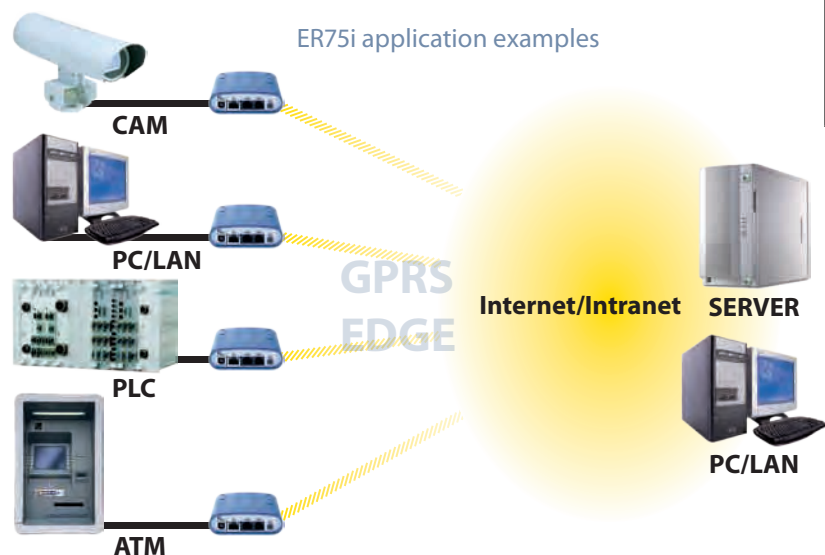 ER75i application examples
CAM
PC/LAN
GPRS
EDGE
Internet/Intranet
SERVER
PLC
PC/LAN
ATM